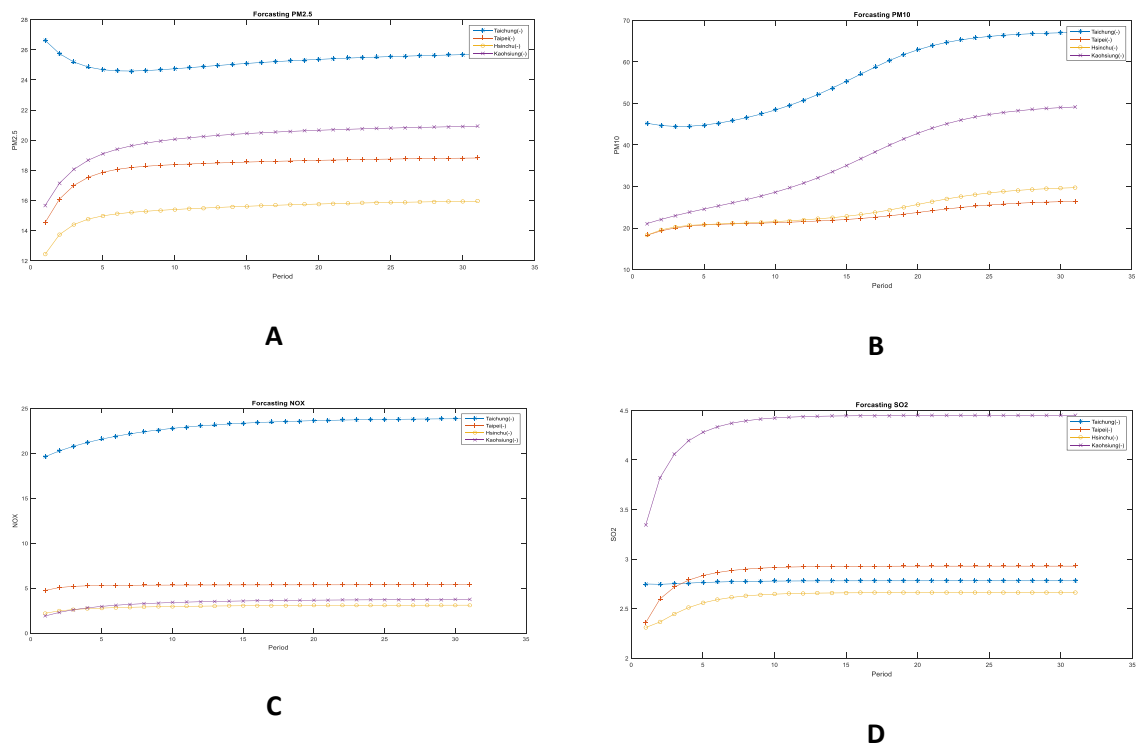 Forcasting PM2.5
28
26
24
22
20
18
16
14
12
PM2.5
0 5 10 15 20 25 30 35
Period
Taichung(-)
Taipei(-)
Hsinchu(-)
Kaohsiung(-)
A
Forcasting PM10
70
60
50
40
30
20
10
PM10
0 5 10 15 20 25 30 35
Period
Taichung(-)
Taipei(-)
Hsinchu(-)
Kaohsiung(-)
B
Forcasting NOX
25
20
15
10
5
0
NOX
0 5 10 15 20 25 30 35
Period
Taichung(-)
Taipei(-)
Hsinchu(-)
Kaohsiung(-)
C
Forcasting SO2
4.5
4
3.5
3
2.5
2
SO2
0 5 10 15 20 25 30 35
Period
Taichung(-)
Taipei(-)
Hsinchu(-)
Kaohsiung(-)
D